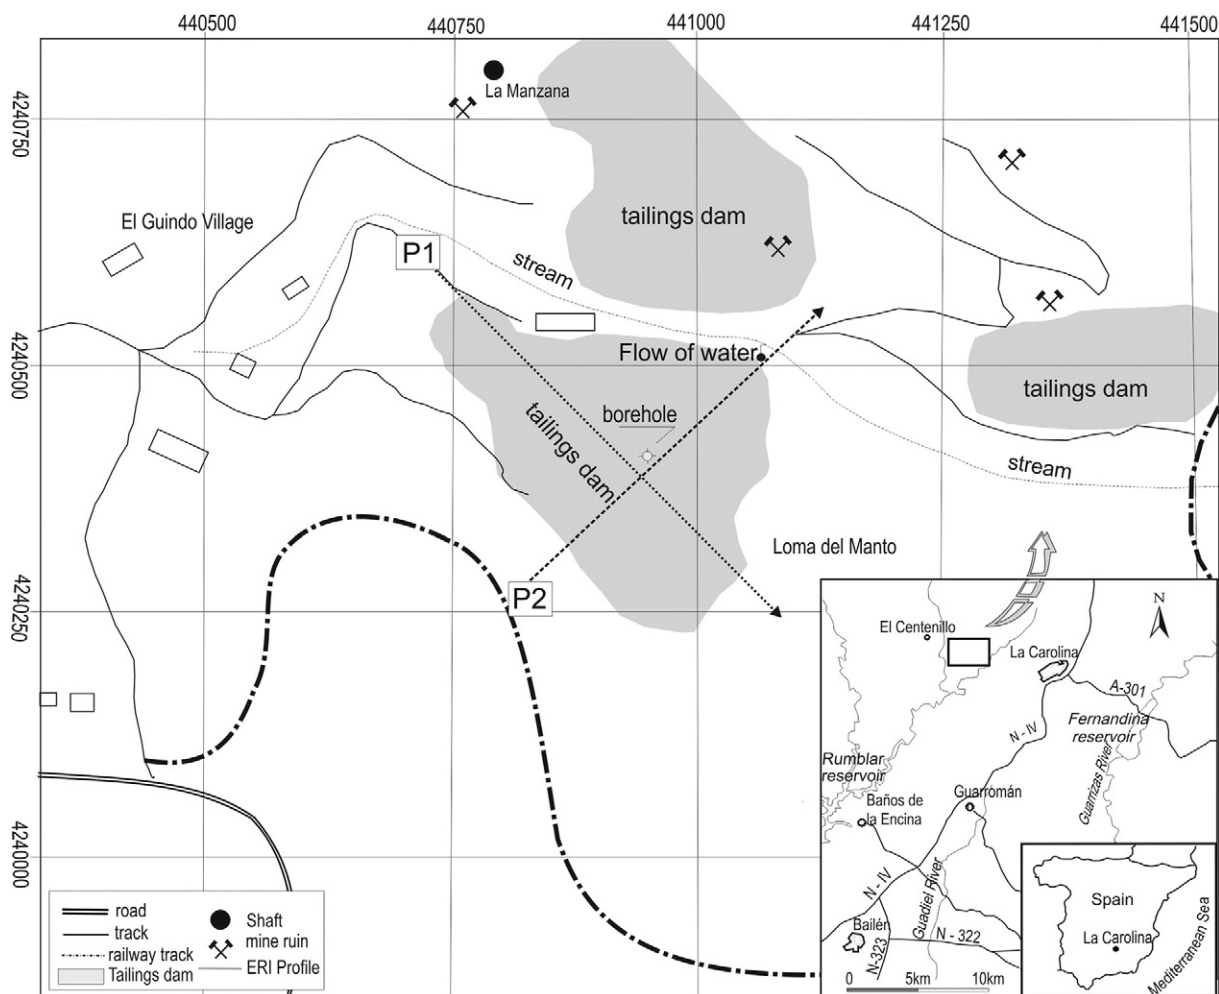 440500
440750
441000
441250
441500
4240750
4240500
4240250
4240000
La Manzana
El Guindo Village
tailings dam
P1
stream
Flow of water
tailings dam
borehole
tailings dam
stream
Loma del Manto
P2
road
track
railway track
Tailings dam
Shaft
mine ruin
ERI Profile
N
El Centenillo
La Carolina
A-301
N-IV
Fernandina
reservoir
Rumblar
reservoir
Guarrizas River
Baños de
la Encina
Guarromán
N-IV
Guadiel River
Bailén
N-323
N-322
0 5km 10km
Spain
La Carolina
Mediterranean Sea